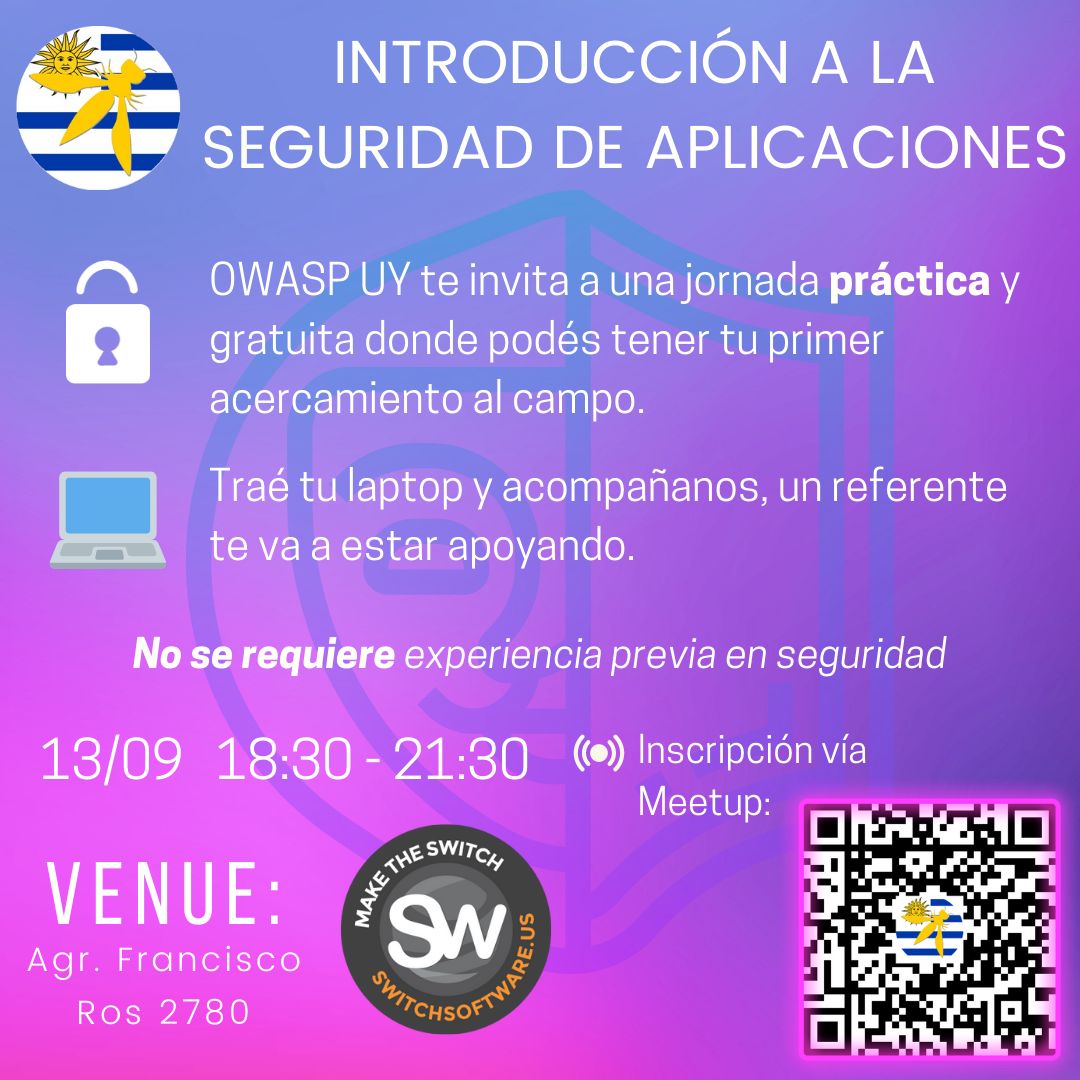 INTRODUCCIÓN A LA
SEGURIDAD DE APLICACIONES
OWASP UY te invita a una jornada práctica y
gratuita donde podés tener tu primer
acercamiento al campo.
Traé tu laptop y acompañanos, un referente
te va a estar apoyando.
No se requiere experiencia previa en seguridad
13/09 18:30 - 21:30
Inscripción vía
Meetup:
VENUE:
Agr. Francisco
Ros 2780
MAKE THE SWITCH
SW
SWITCHSOFTWARE.US